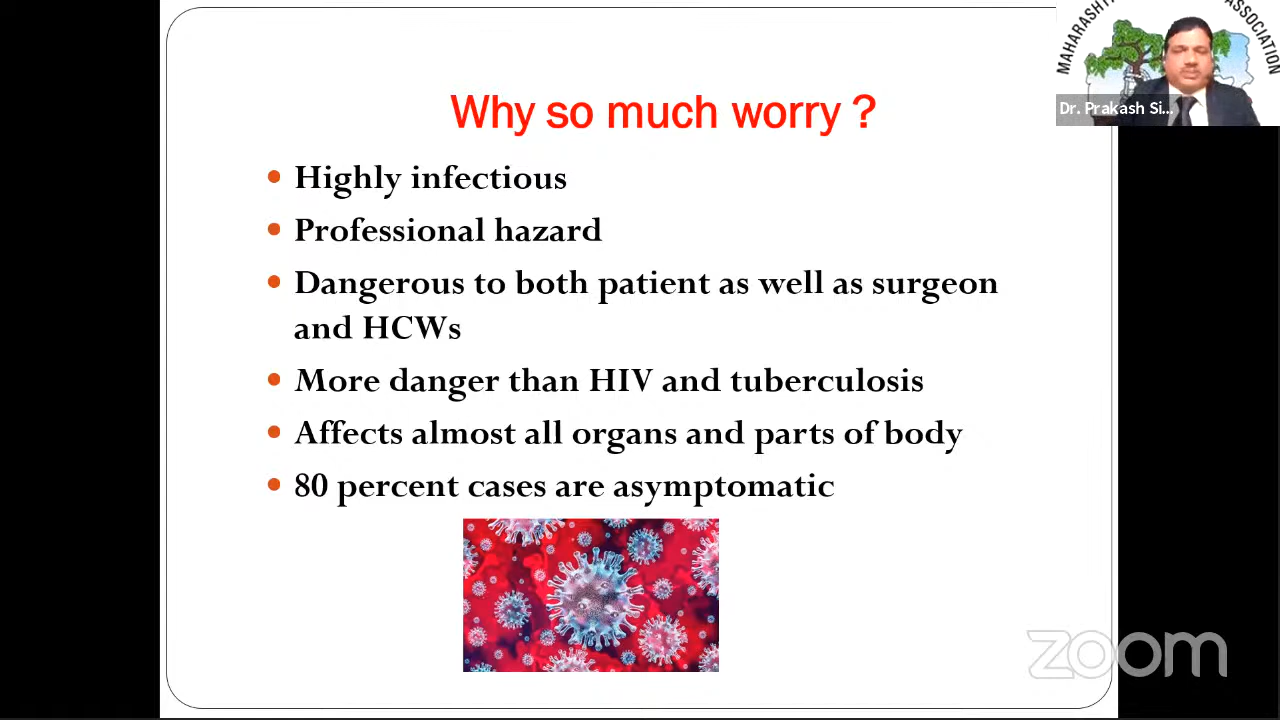 Why so much worry ?
• Highly infectious
• Professional hazard
• Dangerous to both patient as well as surgeon
and HCWs
• More danger than HIV and tuberculosis
• Affects almost all organs and parts of body
• 80 percent cases are asymptomatic
ASSOCIATION
Dr. Prakash Si...
zoom